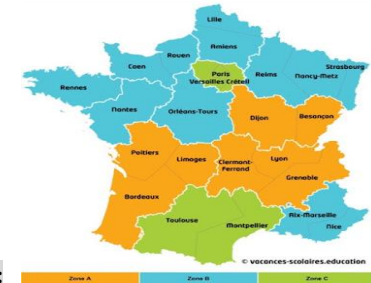 Lille
Amiens
Rouen
Caen
Paris
Versailles Créteil
Reims
Strasbourg
Nancy-Metz
Rennes
Nantes
Orléans-Tours
Dijon
Besançon
Poitiers
Limoges
Clermont-
Ferrand
Lyon
Grenoble
Bordeaux
Toulouse
Montpellier
Aix-Marseille
Nice
© vacances-scolaires.education
Zone A
Zone B
Zone C